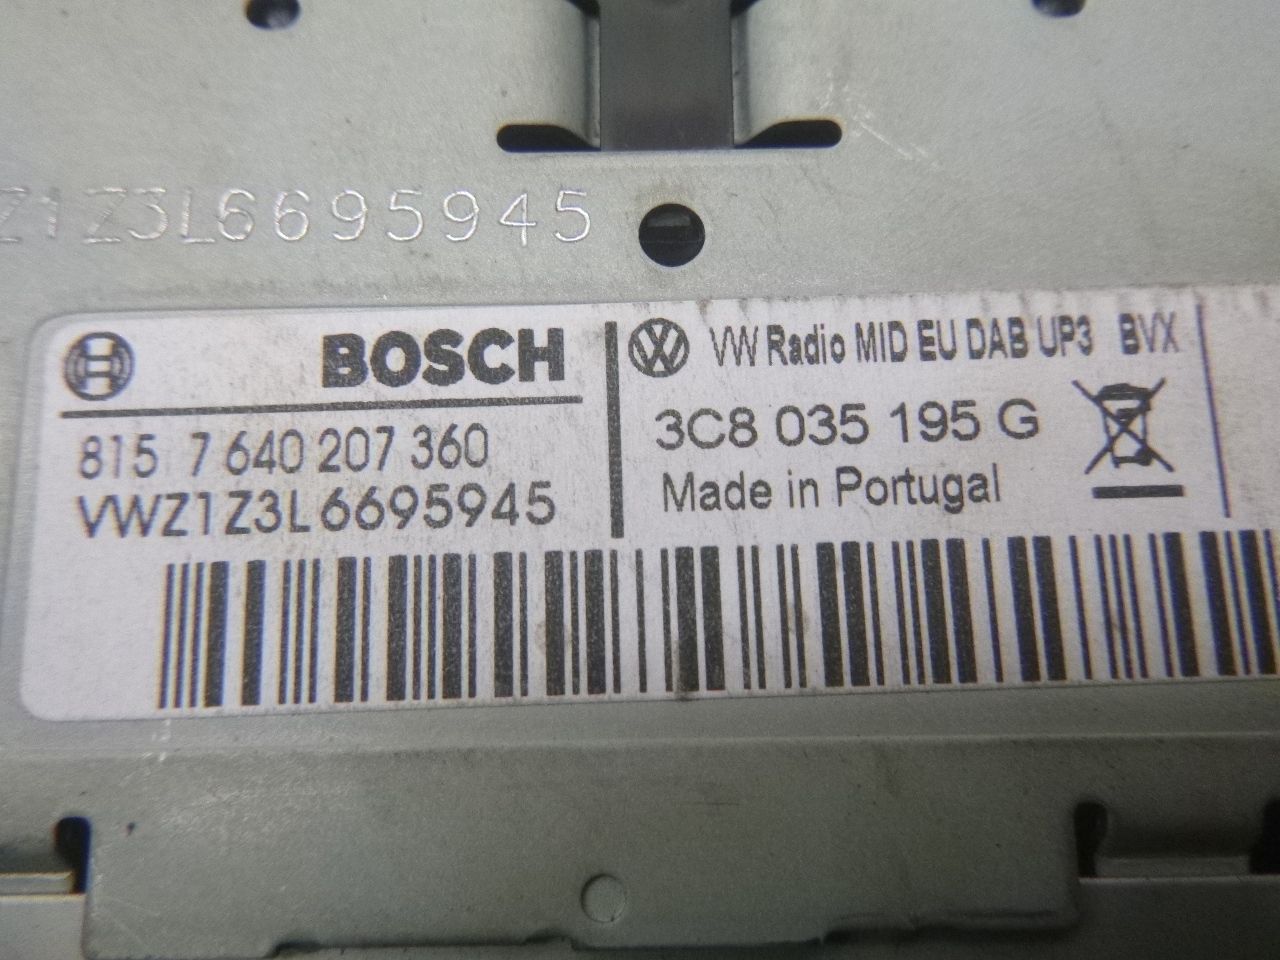 Z1Z3L6695945
BOSCH
815 7 640 207 360
VWZ1Z3L6695945
VW Radio MID EU DAB UP3 BVX
3C8 035 195 G
Made in Portugal